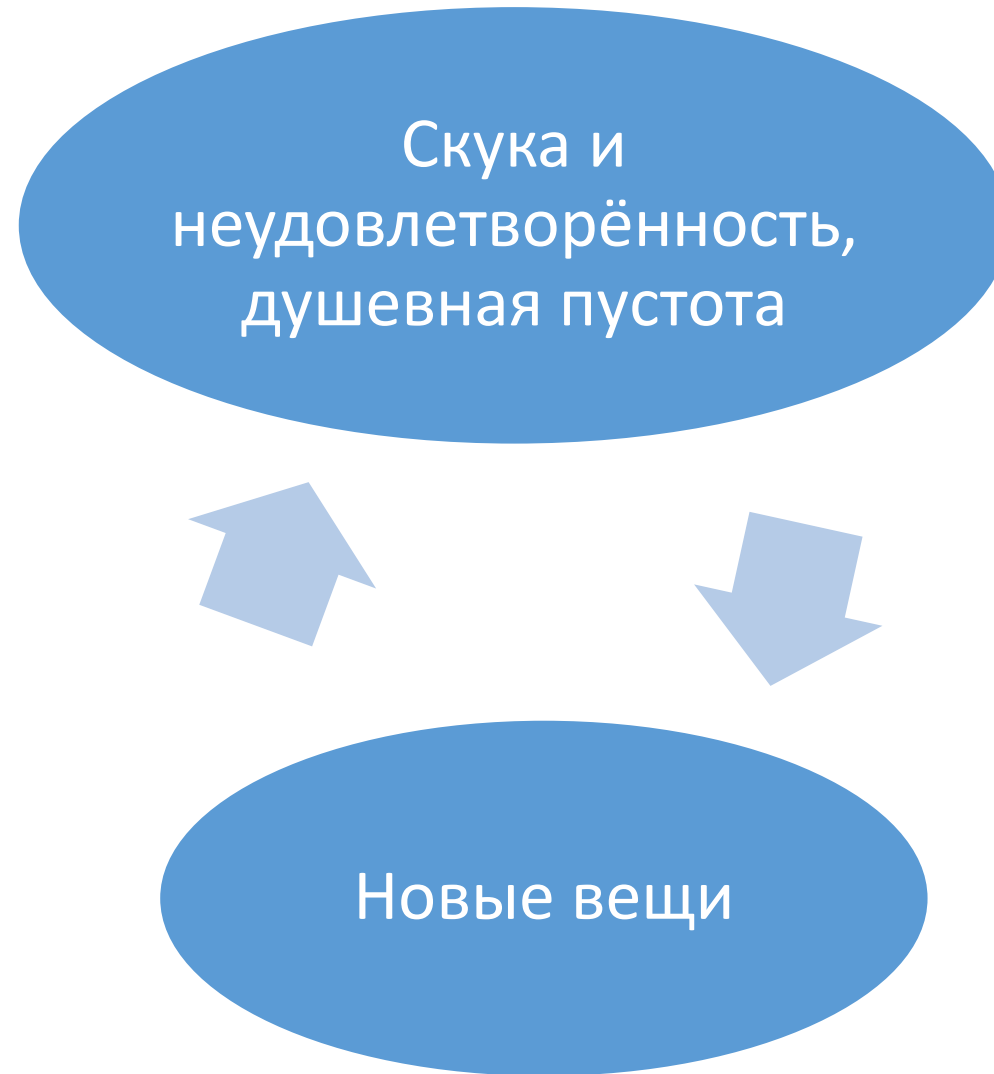 Скука и
неудовлетворённость,
душевная пустота
Новые вещи